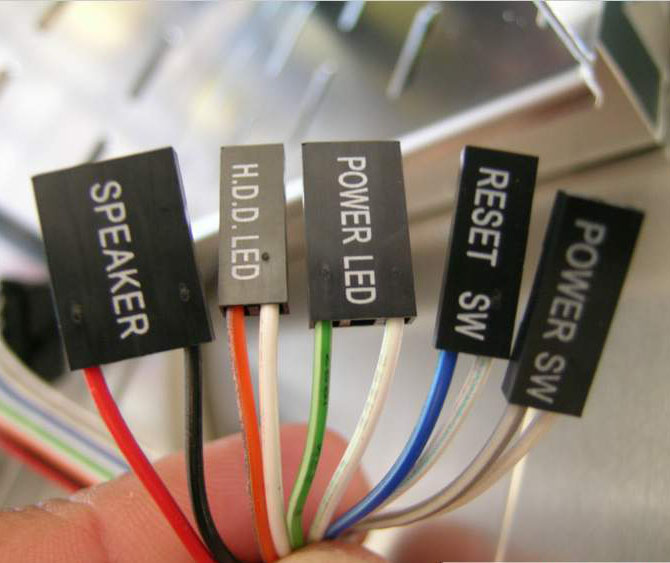 SPEAKER
H.D.D. LED
POWER LED
RESET SW
POWER SW